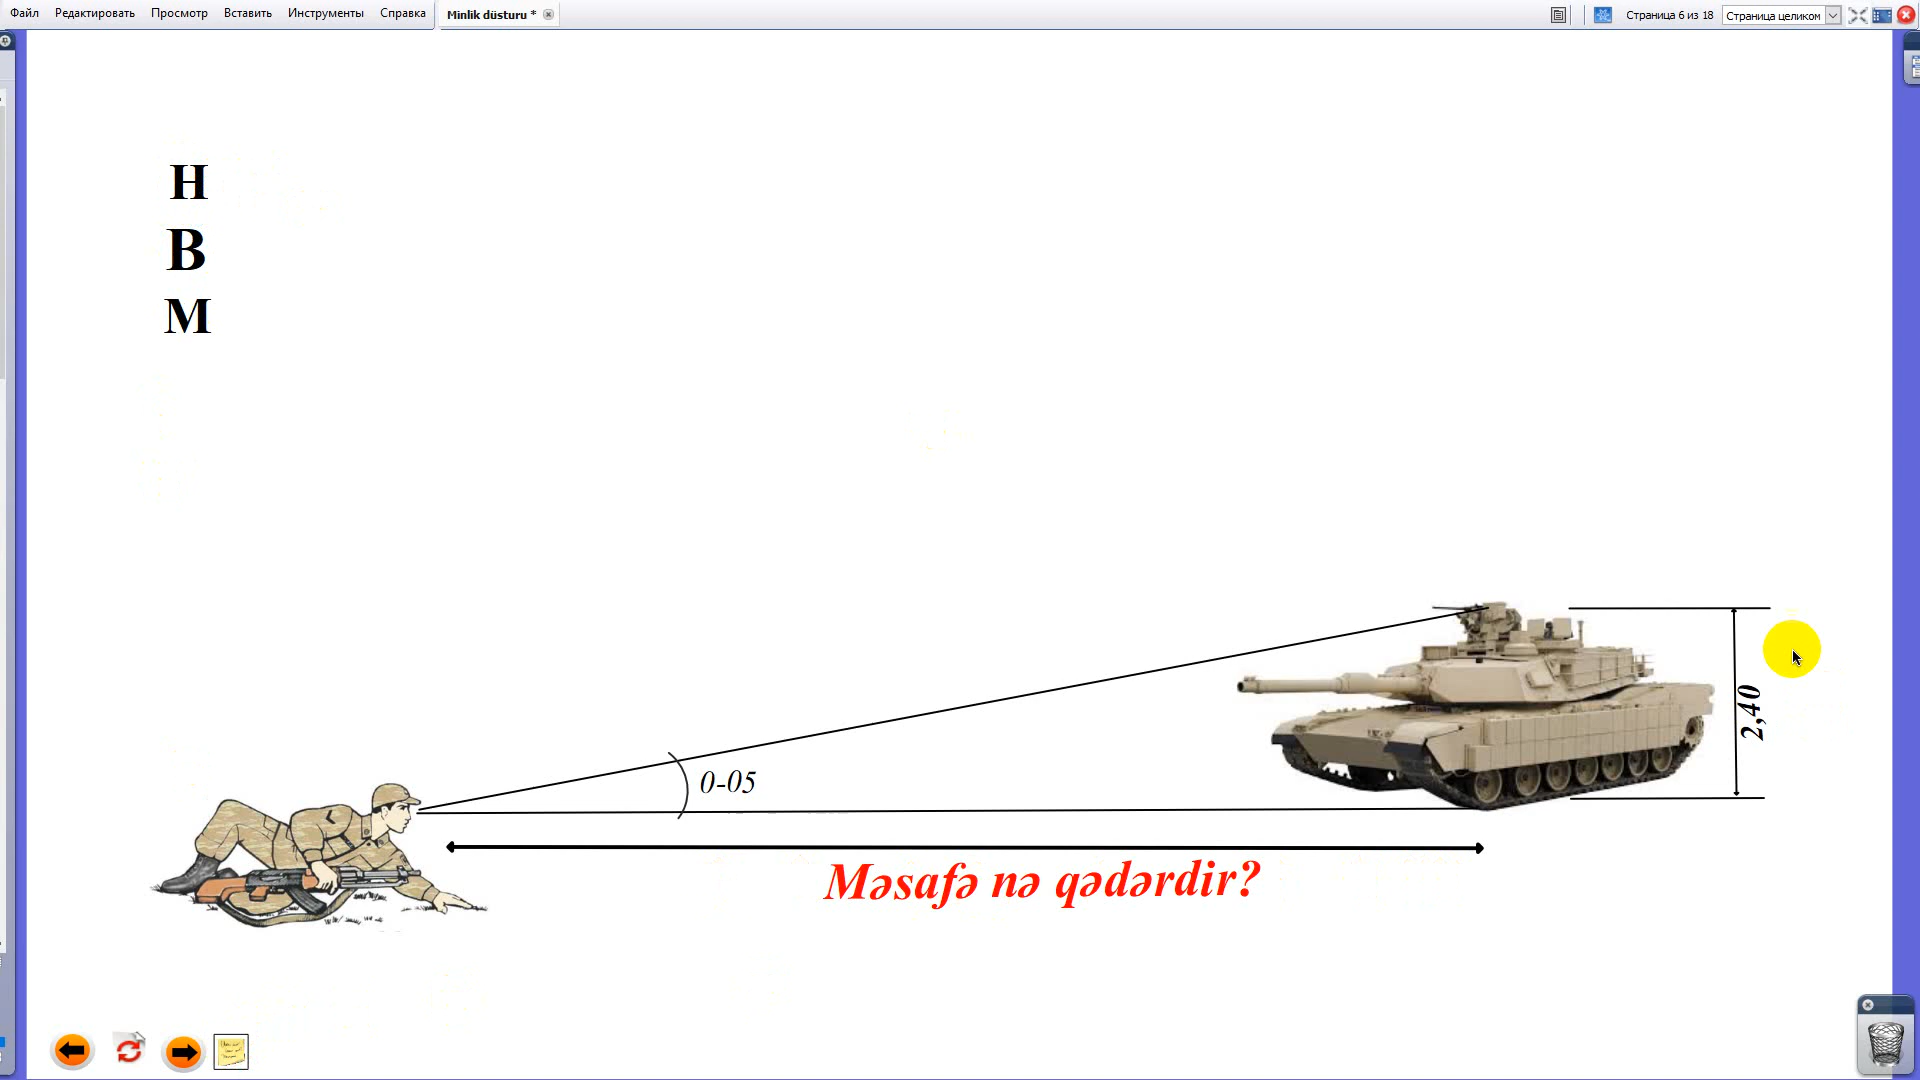 Файл Редактировать Просмотр Вставить Инструменты Справка Minlik düsturu * Страница 6 из 18 Страница целиком
H
B
M
2,40
0-05
Məsafə nə qədərdir?